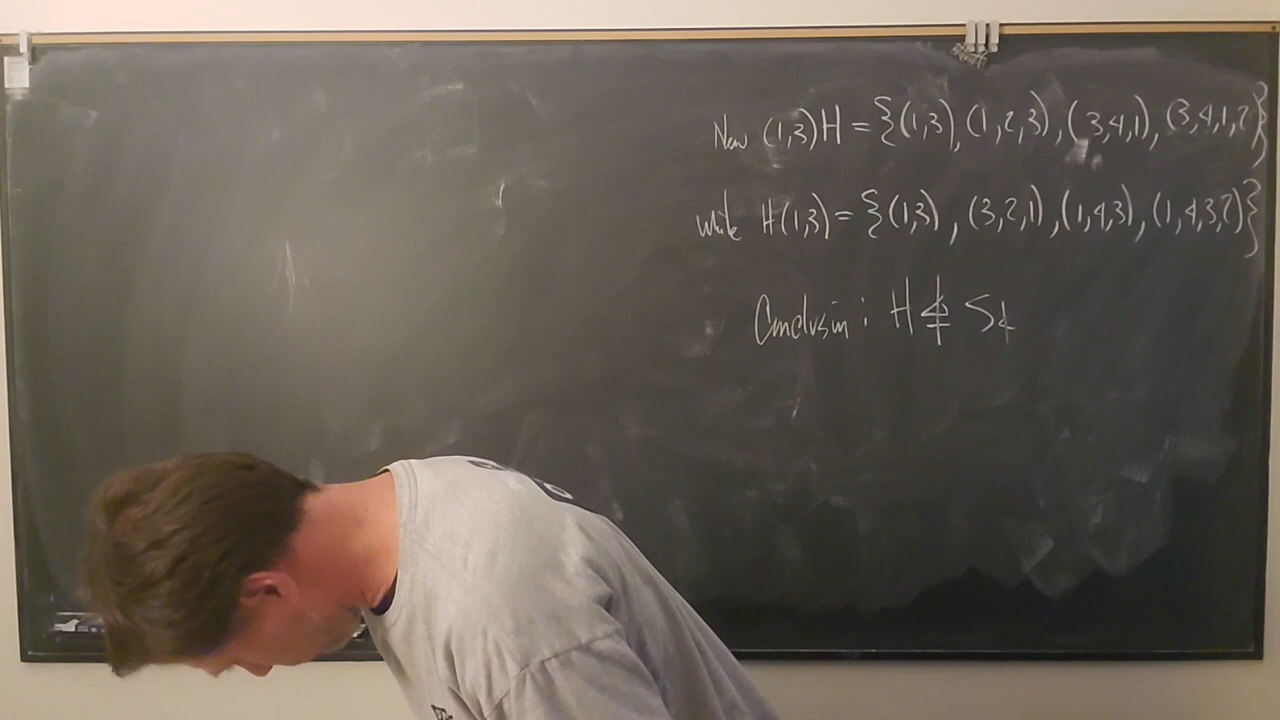 Now (1,3)H = {(1,3), (1,2,3), (3,4,1), (3,4,1,2)}
while H(1,3) = {(1,3), (3,2,1), (1,4,3), (1,4,3,2)}
Conclusion: H ⋬ S₄